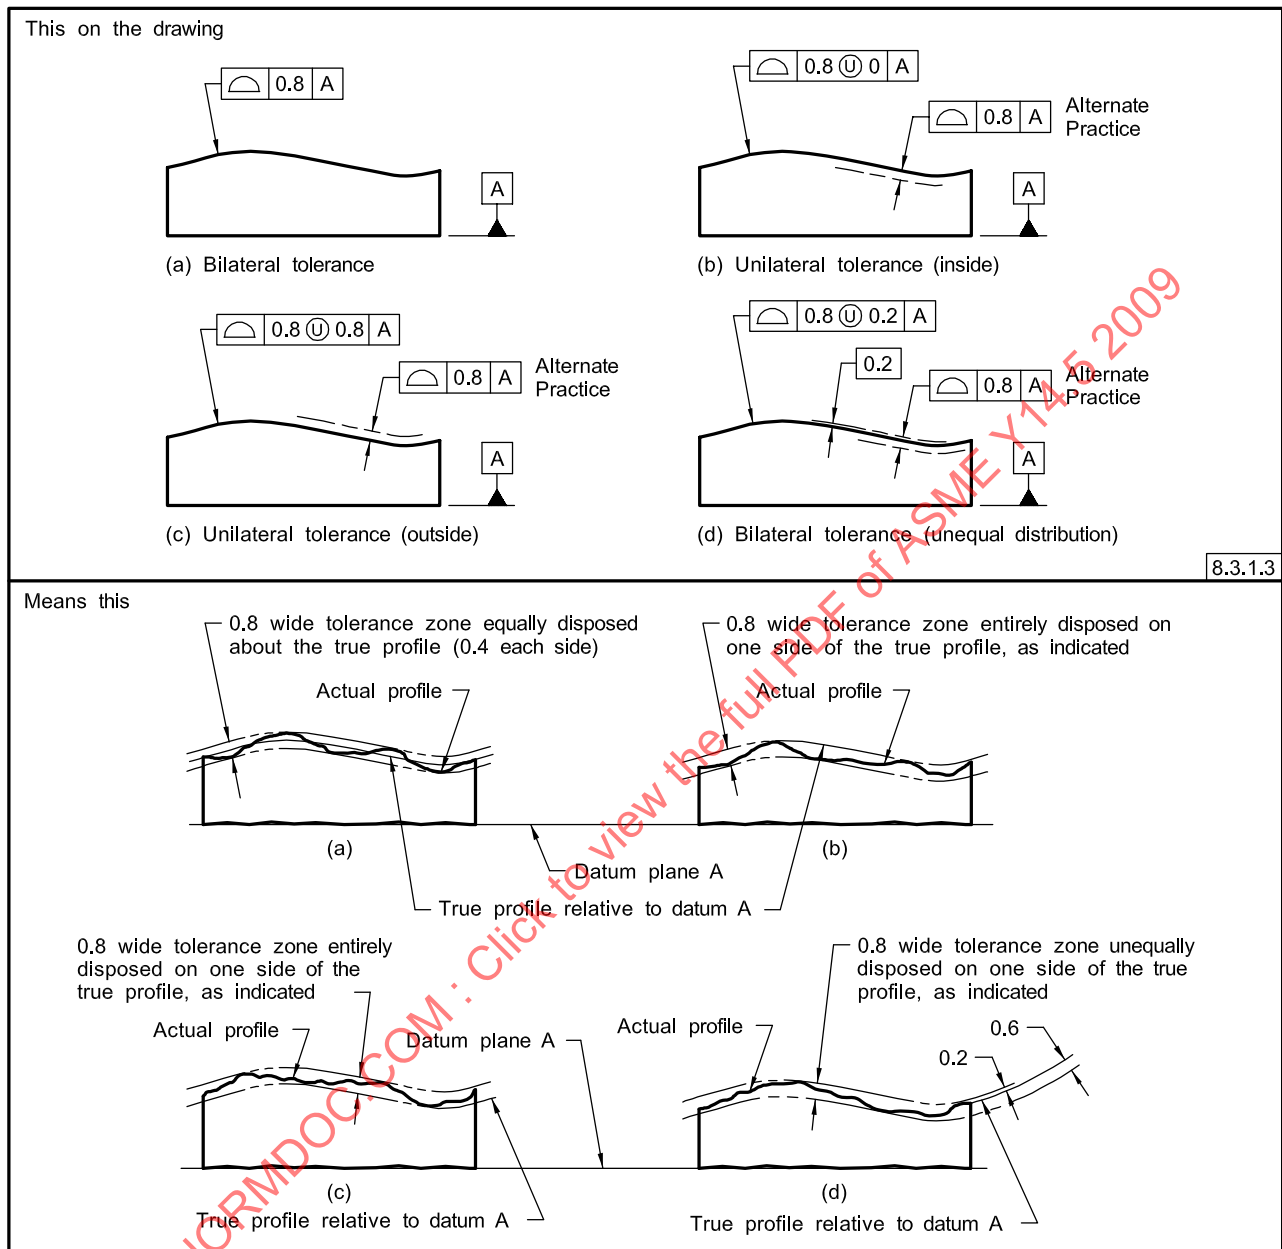 This on the drawing
0.8 A
A
(a) Bilateral tolerance
0.8 Ⓤ 0 A
0.8 A
Alternate
Practice
A
(b) Unilateral tolerance (inside)
0.8 Ⓤ 0.8 A
0.8 A
Alternate
Practice
A
(c) Unilateral tolerance (outside)
0.8 Ⓤ 0.2 A
0.2
0.8 A
Alternate
Practice
A
(d) Bilateral tolerance (unequal distribution)
8.3.1.3
Means this
0.8 wide tolerance zone equally disposed
about the true profile (0.4 each side)
Actual profile
(a)
0.8 wide tolerance zone entirely disposed on
one side of the true profile, as indicated
Actual profile
(b)
Datum plane A
True profile relative to datum A
0.8 wide tolerance zone entirely
disposed on one side of the
true profile, as indicated
Actual profile
Datum plane A
(c)
True profile relative to datum A
0.8 wide tolerance zone unequally
disposed on one side of the true
profile, as indicated
Actual profile
0.6
0.2
(d)
True profile relative to datum A
NORMDOC.COM : Click to view the full PDF of ASME Y14.5 2009